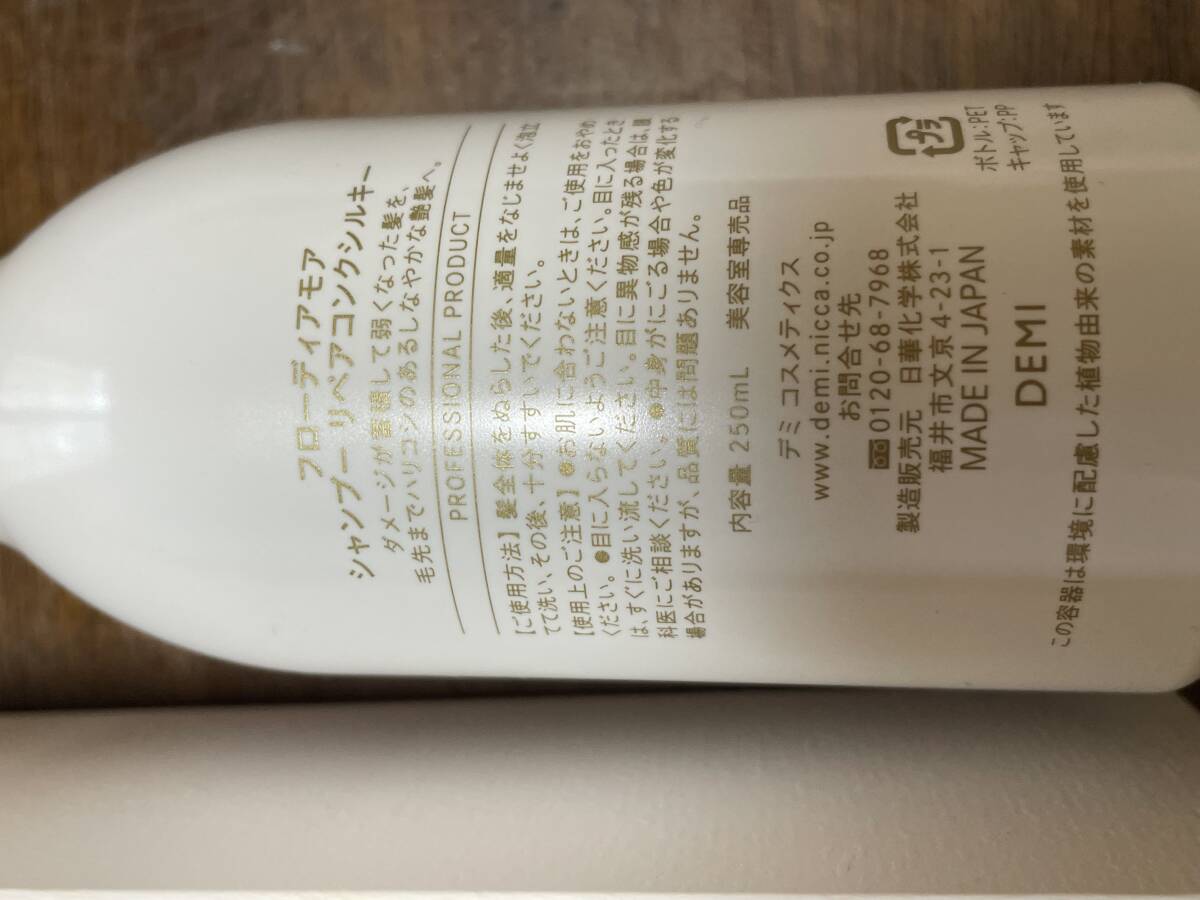 フローディアモア
シャンプー リペアコンクシルキー
ダメージが蓄積して弱くなった髪を、
毛先までハリコシのあるしなやかな艶髪へ。
PROFESSIONAL PRODUCT
【ご使用方法】髪全体をぬらした後、適量をなじませよく泡立
てて洗い、その後、十分すすいでください。
【使用上のご注意】●お肌に合わないときは、ご使用をおやめ
ください。●目に入らないようご注意ください。目に入ったとき
は、すぐに洗い流してください。目に異物感が残る場合は、眼
科医にご相談ください。●中身がにごる場合や色が変化する
場合がありますが、品質には問題ありません。
内容量 250mL 美容室専売品
デミ コスメティクス
www.demi.nicca.co.jp
お問合せ先
0120-68-7968
製造販売元 日華化学株式会社
福井市文京4-23-1
MADE IN JAPAN
プラ
ボトル:PET
キャップ:PP
DEMI
この容器は環境に配慮した植物由来の素材を使用しています